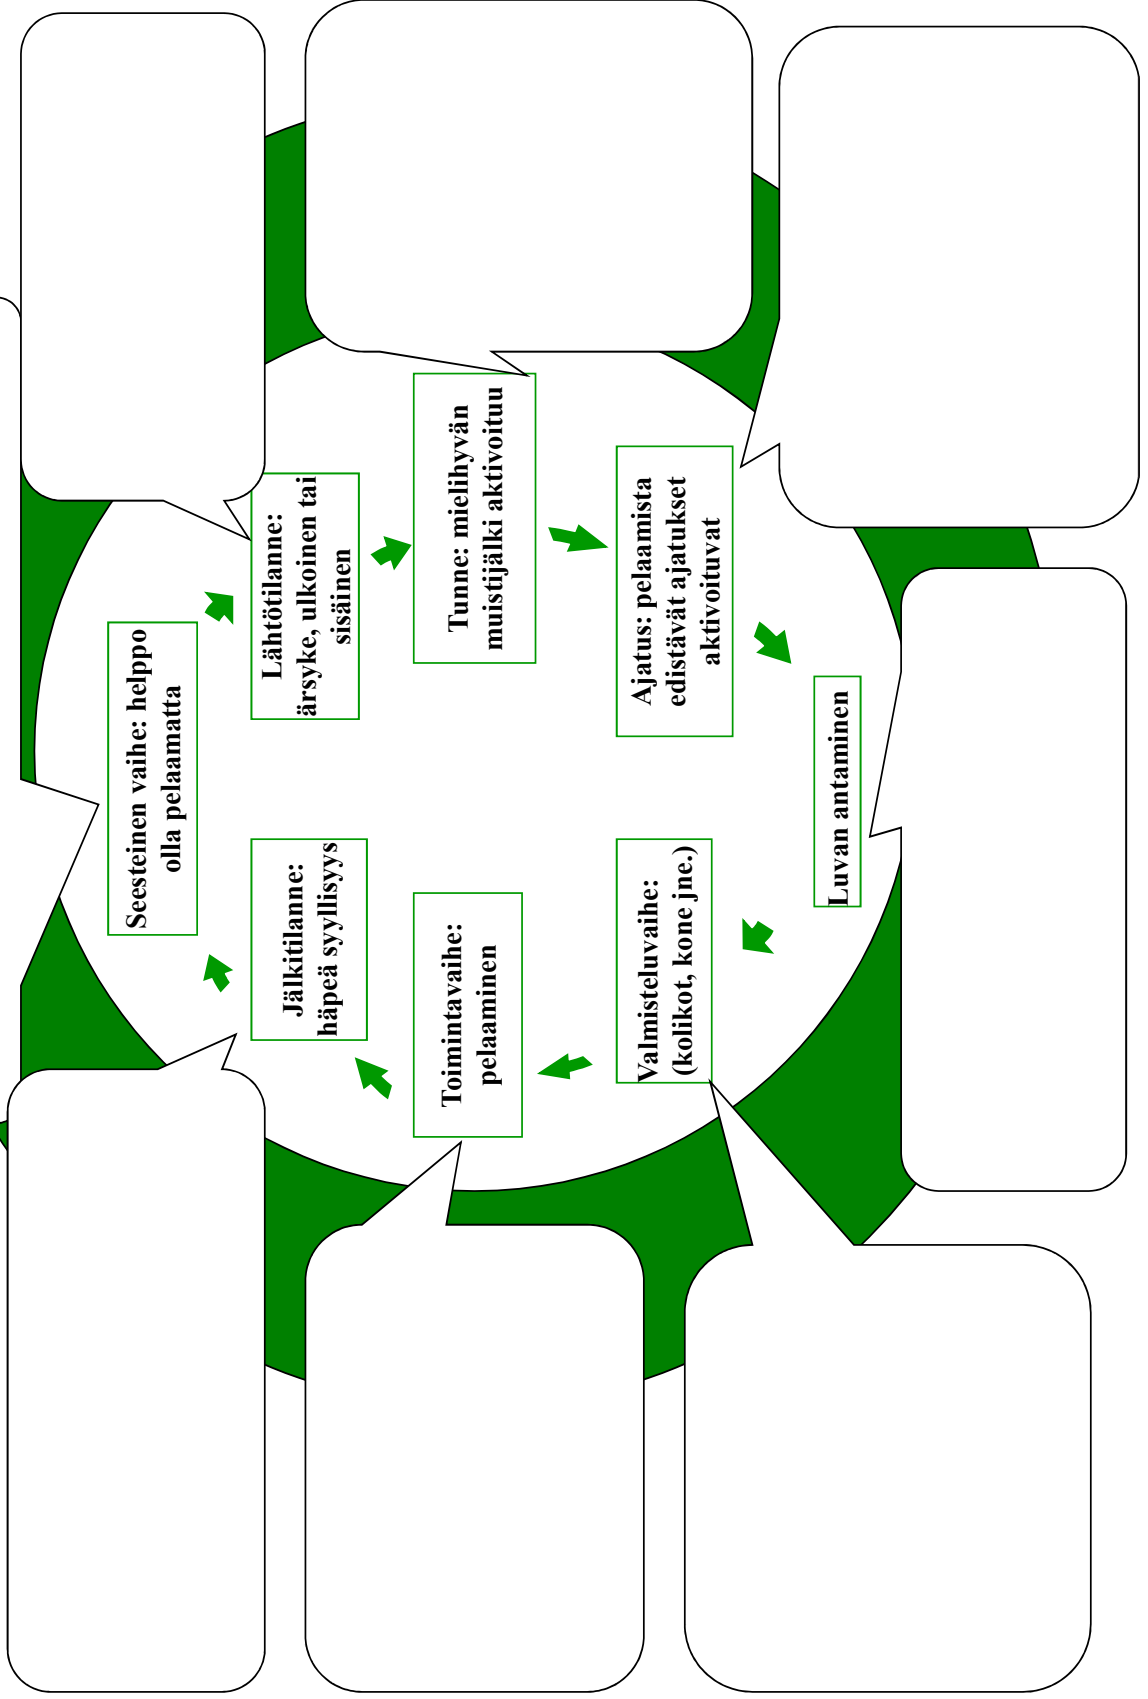 Seesteinen vaihe: helppo
olla pelaamatta
Lähtötilanne:
ärsyke, ulkoinen tai
sisäinen
Tunne: mielihyvän
muistijälki aktivoituu
Ajatus: pelaamista
edistävät ajatukset
aktivoituvat
Luvan antaminen
Valmisteluvaihe:
(kolikot, kone jne.)
Toimintavaihe:
pelaaminen
Jälkitilanne:
häpeä syyllisyys